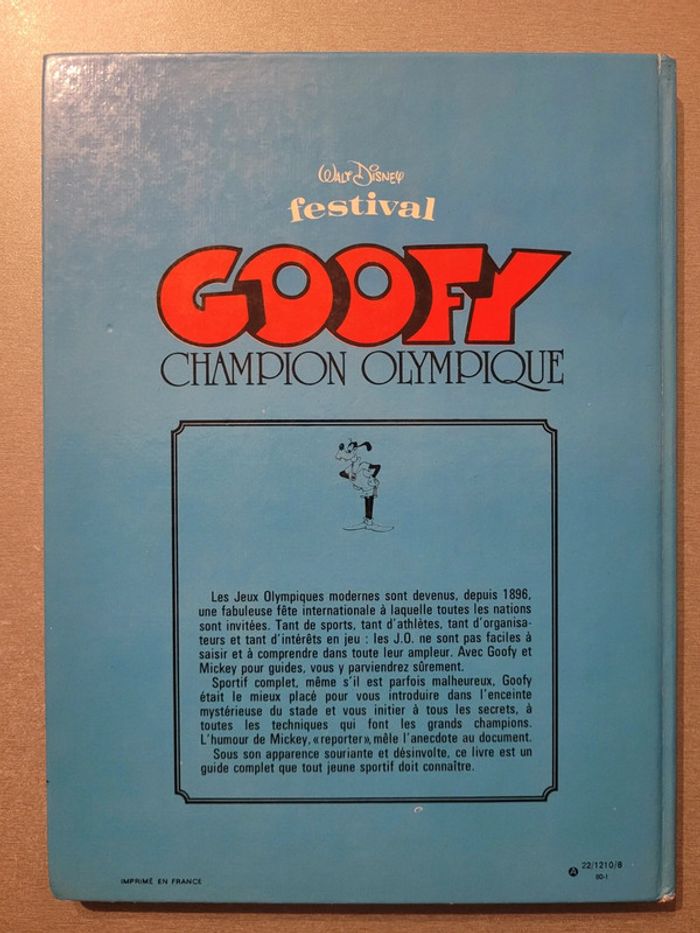 WALT DISNEY
festival
GOOFY
CHAMPION OLYMPIQUE
Les Jeux Olympiques modernes sont devenus, depuis 1896,
une fabuleuse fête internationale à laquelle toutes les nations
sont invitées. Tant de sports, tant d'athlètes, tant d'organisa-
teurs et tant d'intérêts en jeu : les J.O. ne sont pas faciles à
saisir et à comprendre dans toute leur ampleur. Avec Goofy et
Mickey pour guides, vous y parviendrez sûrement.
Sportif complet, même s'il est parfois malheureux, Goofy
était le mieux placé pour vous introduire dans l'enceinte
mystérieuse du stade et vous initier à tous les secrets, à
toutes les techniques qui font les grands champions.
L'humour de Mickey, «reporter», mêle l'anecdote au document.
Sous son apparence souriante et désinvolte, ce livre est un
guide complet que tout jeune sportif doit connaître.
IMPRIMÉ EN FRANCE
A 22/1210/8
80-1